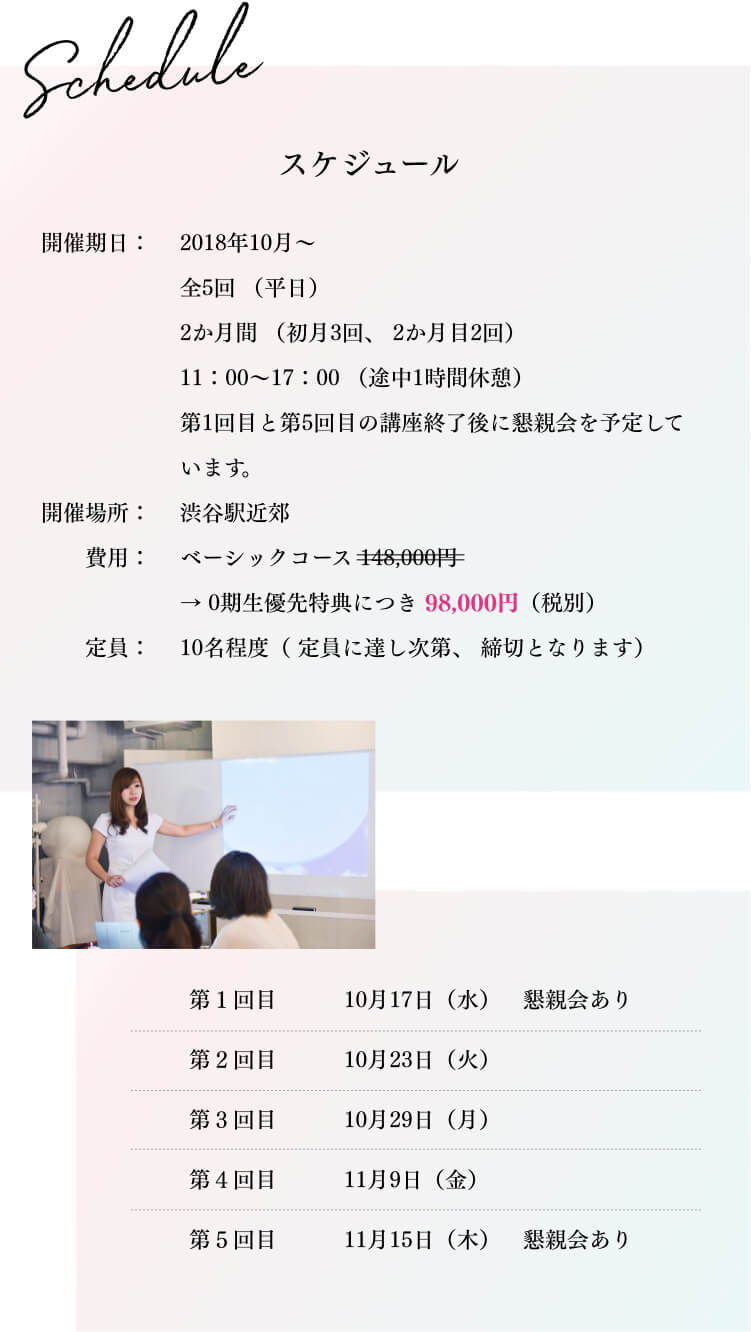 Schedule
スケジュール
開催期日： 2018年10月～
全5回 （平日）
2か月間 （初月3回、 2か月目2回）
11：00～17：00 （途中1時間休憩）
第1回目と第5回目の講座終了後に懇親会を予定して
います。
開催場所： 渋谷駅近郊
費用： ベーシックコース 148,000円
→ 0期生優先特典につき 98,000円（税別）
定員： 10名程度（ 定員に達し次第、 締切となります）
第１回目 10月17日（水） 懇親会あり
第２回目 10月23日（火）
第３回目 10月29日（月）
第４回目 11月9日（金）
第５回目 11月15日（木） 懇親会あり